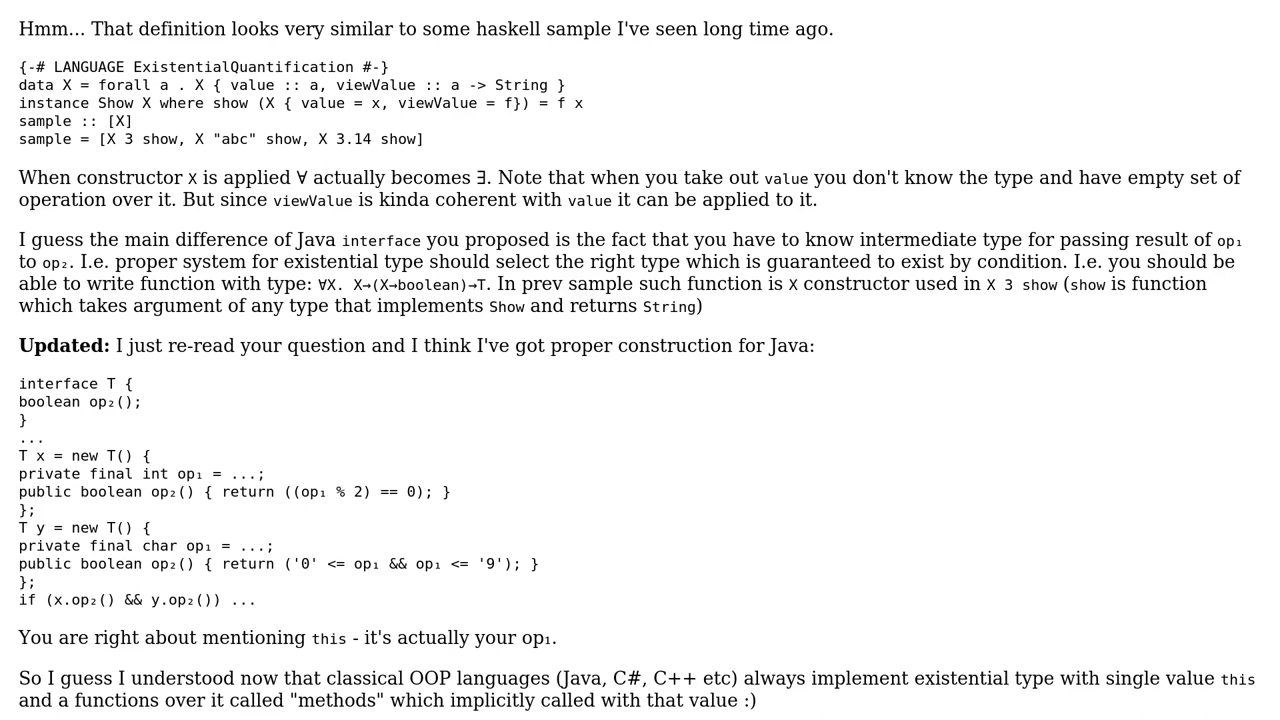 Hmm... That definition looks very similar to some haskell sample I've seen long time ago.
{-# LANGUAGE ExistentialQuantification #-}
data X = forall a . X { value :: a, viewValue :: a -> String }
instance Show X where show (X { value = x, viewValue = f}) = f x
sample :: [X]
sample = [X 3 show, X "abc" show, X 3.14 show]
When constructor X is applied ∀ actually becomes ∃. Note that when you take out value you don't know the type and have empty set of
operation over it. But since viewValue is kinda coherent with value it can be applied to it.
I guess the main difference of Java interface you proposed is the fact that you have to know intermediate type for passing result of op₁
to op₂. I.e. proper system for existential type should select the right type which is guaranteed to exist by condition. I.e. you should be
able to write function with type: ∀X. X→(X→boolean)→T. In prev sample such function is X constructor used in X 3 show (show is function
which takes argument of any type that implements Show and returns String)
Updated: I just re-read your question and I think I've got proper construction for Java:
interface T {
boolean op₂();
}
...
T x = new T() {
private final int op₁ = ...;
public boolean op₂() { return ((op₁ % 2) == 0); }
};
T y = new T() {
private final char op₁ = ...;
public boolean op₂() { return ('0' <= op₁ && op₁ <= '9'); }
};
if (x.op₂() && y.op₂()) ...
You are right about mentioning this - it's actually your op₁.
So I guess I understood now that classical OOP languages (Java, C#, C++ etc) always implement existential type with single value this
and a functions over it called "methods" which implicitly called with that value :)